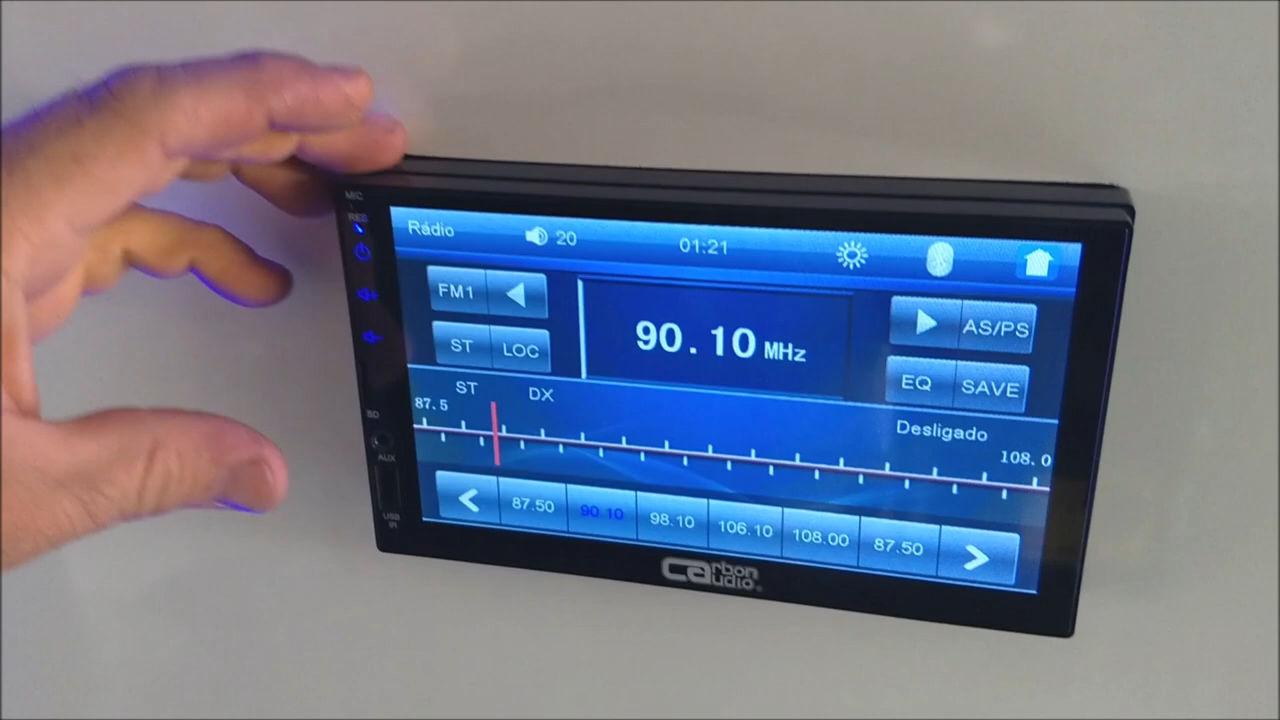 MIC
RES
Rádio 20 01:21
FM1
ST LOC
90.10 MHz
AS/PS
EQ SAVE
ST DX
87.5
Desligado
108.0
87.50 90.10 98.10 106.10 108.00 87.50
SD
AUX
USB
IN
Carbon
Audio®